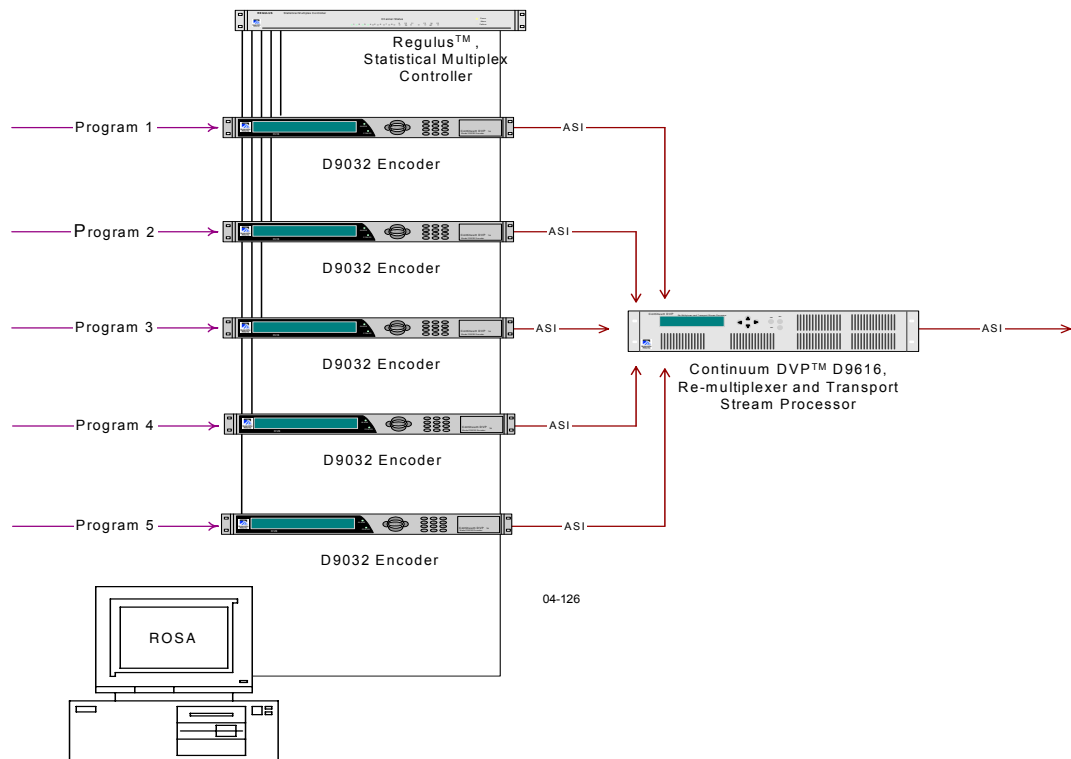 REGULUS
Regulus™ ,
Statistical Multiplex
Controller
Program 1
ASI
D9032 Encoder
Program 2
ASI
D9032 Encoder
Program 3
ASI
D9032 Encoder
Continuum DVP™ D9616,
Re-multiplexer and Transport
Stream Processor
ASI
Program 4
ASI
D9032 Encoder
Program 5
ASI
D9032 Encoder
04-126
ROSA